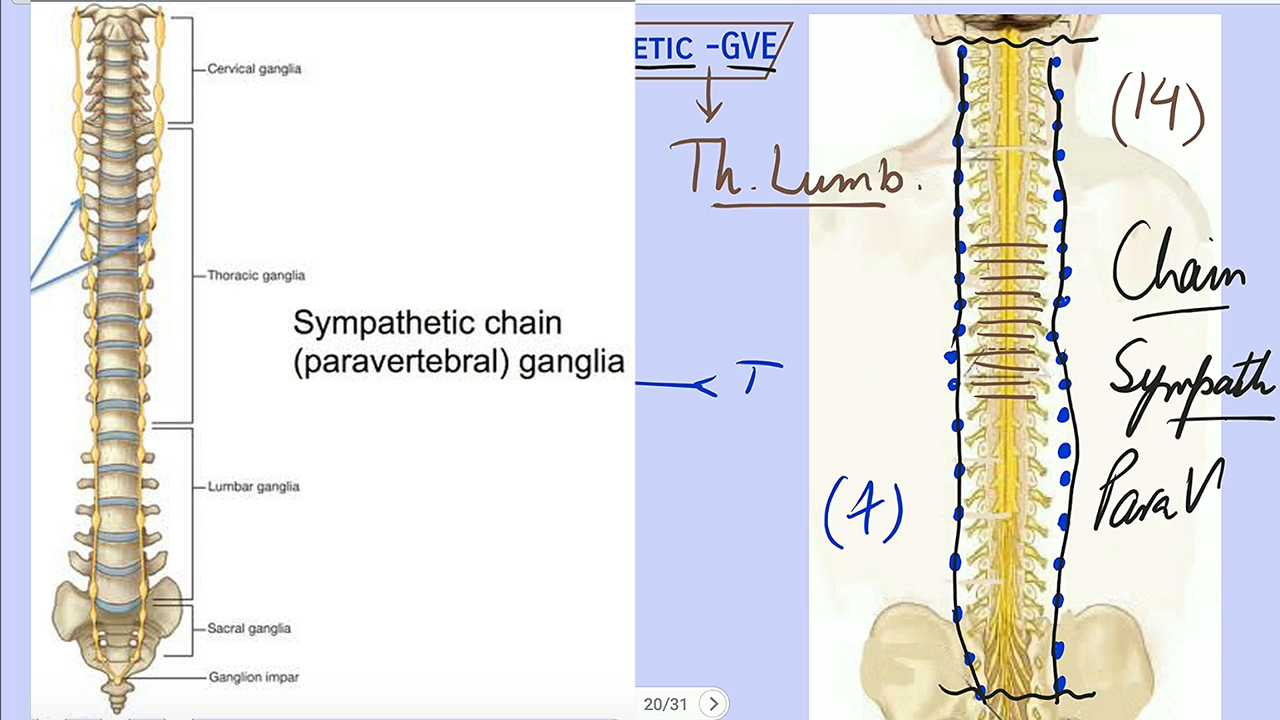 Cervical ganglia
Thoracic ganglia
Sympathetic chain
(paravertebral) ganglia
Lumbar ganglia
Sacral ganglia
Ganglion impar
ETIC -GVE
Th. Lumb.
T
(4)
(14)
Chain
Sympath
Para V
20/31